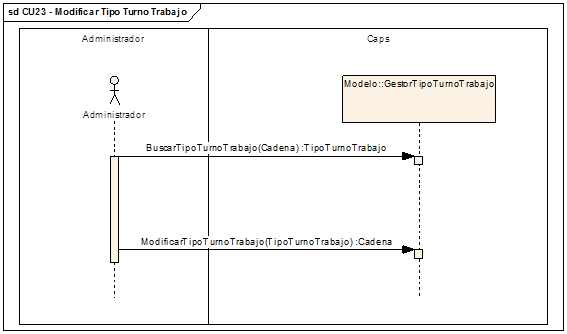 sd CU23 - Modificar Tipo Turno Trabajo
Administrador
Caps
Modelo::GestorTipoTurnoTrabajo
Administrador
BuscarTipoTurnoTrabajo(Cadena) :TipoTurnoTrabajo
ModificarTipoTurnoTrabajo(TipoTurnoTrabajo) :Cadena